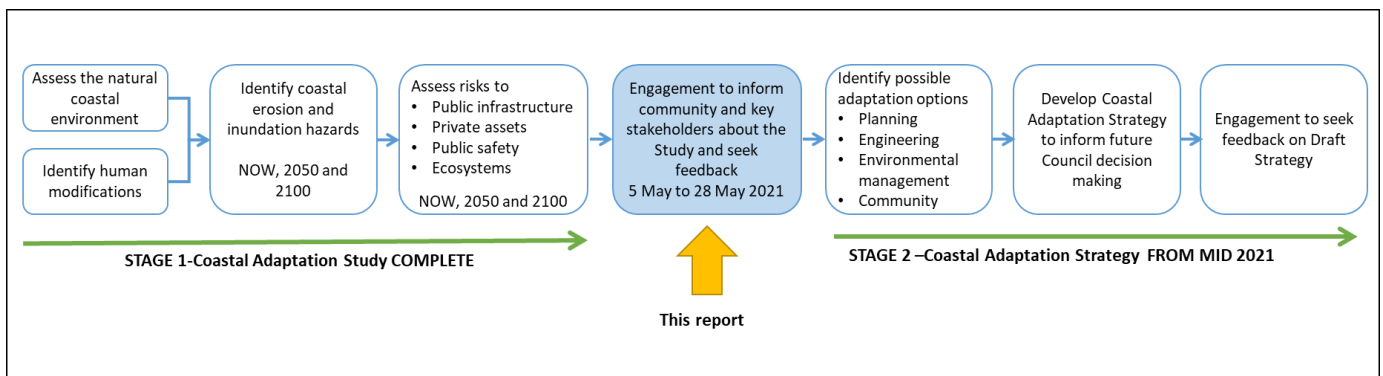 Assess the natural
coastal
environment
Identify human
modifications
Identify coastal
erosion and
inundation hazards
NOW, 2050 and
2100
Assess risks to
• Public infrastructure
• Private assets
• Public safety
• Ecosystems
NOW, 2050 and 2100
Engagement to inform
community and key
stakeholders about the
Study and seek
feedback
5 May to 28 May 2021
Identify possible
adaptation options
• Planning
• Engineering
• Environmental
management
• Community
Develop Coastal
Adaptation Strategy
to inform future
Council decision
making
Engagement to seek
feedback on Draft
Strategy
STAGE 1-Coastal Adaptation Study COMPLETE
STAGE 2 –Coastal Adaptation Strategy FROM MID 2021
This report